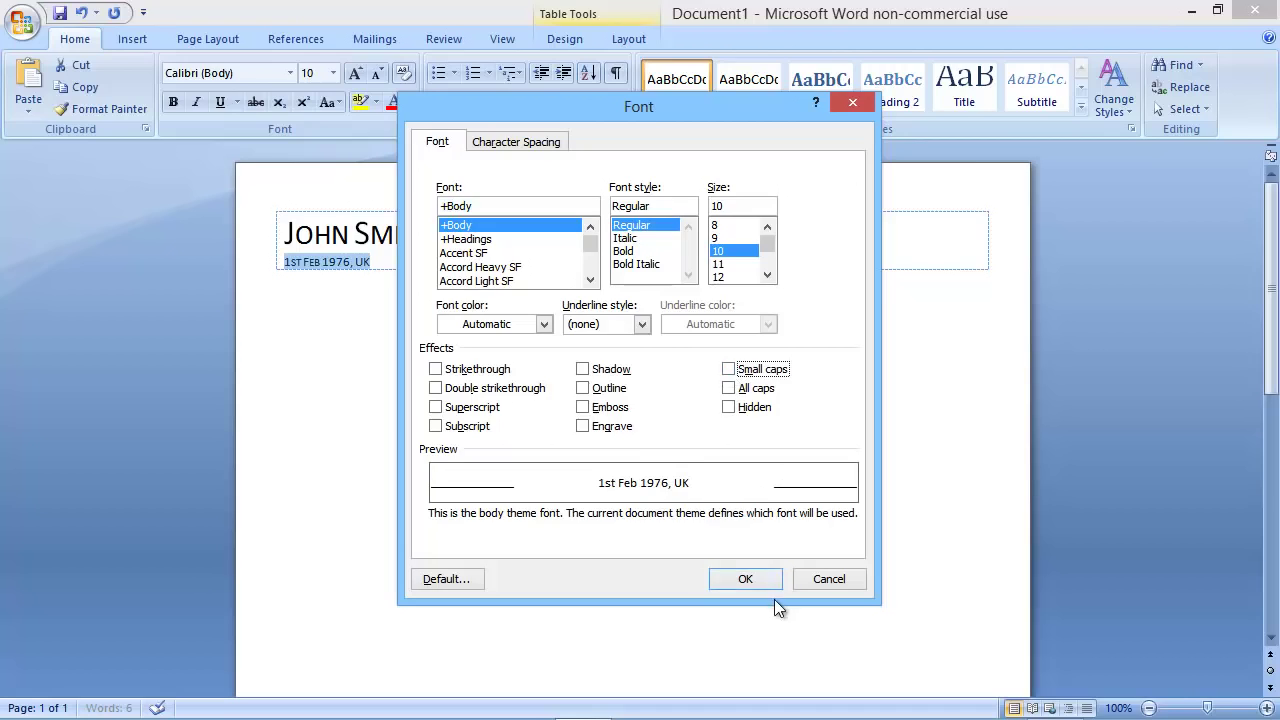 Table Tools
Document1 - Microsoft Word non-commercial use
Home Insert Page Layout References Mailings Review View Design Layout
Paste
Cut
Copy
Format Painter
Clipboard
Calibri (Body) 10
B I U abc x₂ x² Aa
Font
AaBbCcDc AaBbCcDc AaBbC AaBbCc AaB AaBbCc.
ading 2 Title Subtitle
es
Change Styles
Find
Replace
Select
Editing
JOHN SMI
1ST FEB 1976, UK
Font
?
Font Character Spacing
Font: Font style: Size:
+Body Regular 10
+Body Regular 8
+Headings Italic 9
Accent SF Bold 10
Accord Heavy SF Bold Italic 11
Accord Light SF 12
Font color: Underline style: Underline color:
Automatic (none) Automatic
Effects
Strikethrough Shadow Small caps
Double strikethrough Outline All caps
Superscript Emboss Hidden
Subscript Engrave
Preview
1st Feb 1976, UK
This is the body theme font. The current document theme defines which font will be used.
Default... OK Cancel
Page: 1 of 1 Words: 6 100%